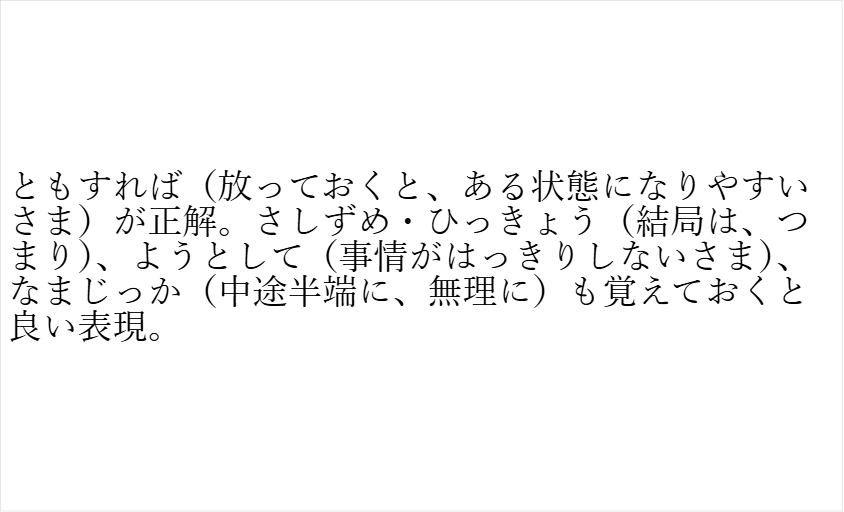 ともすれば（放っておくと、ある状態になりやすい
さま）が正解。さしずめ・ひっきょう（結局は、つ
まり）、ようとして（事情がはっきりしないさま）、
なまじっか（中途半端に、無理に）も覚えておくと
良い表現。